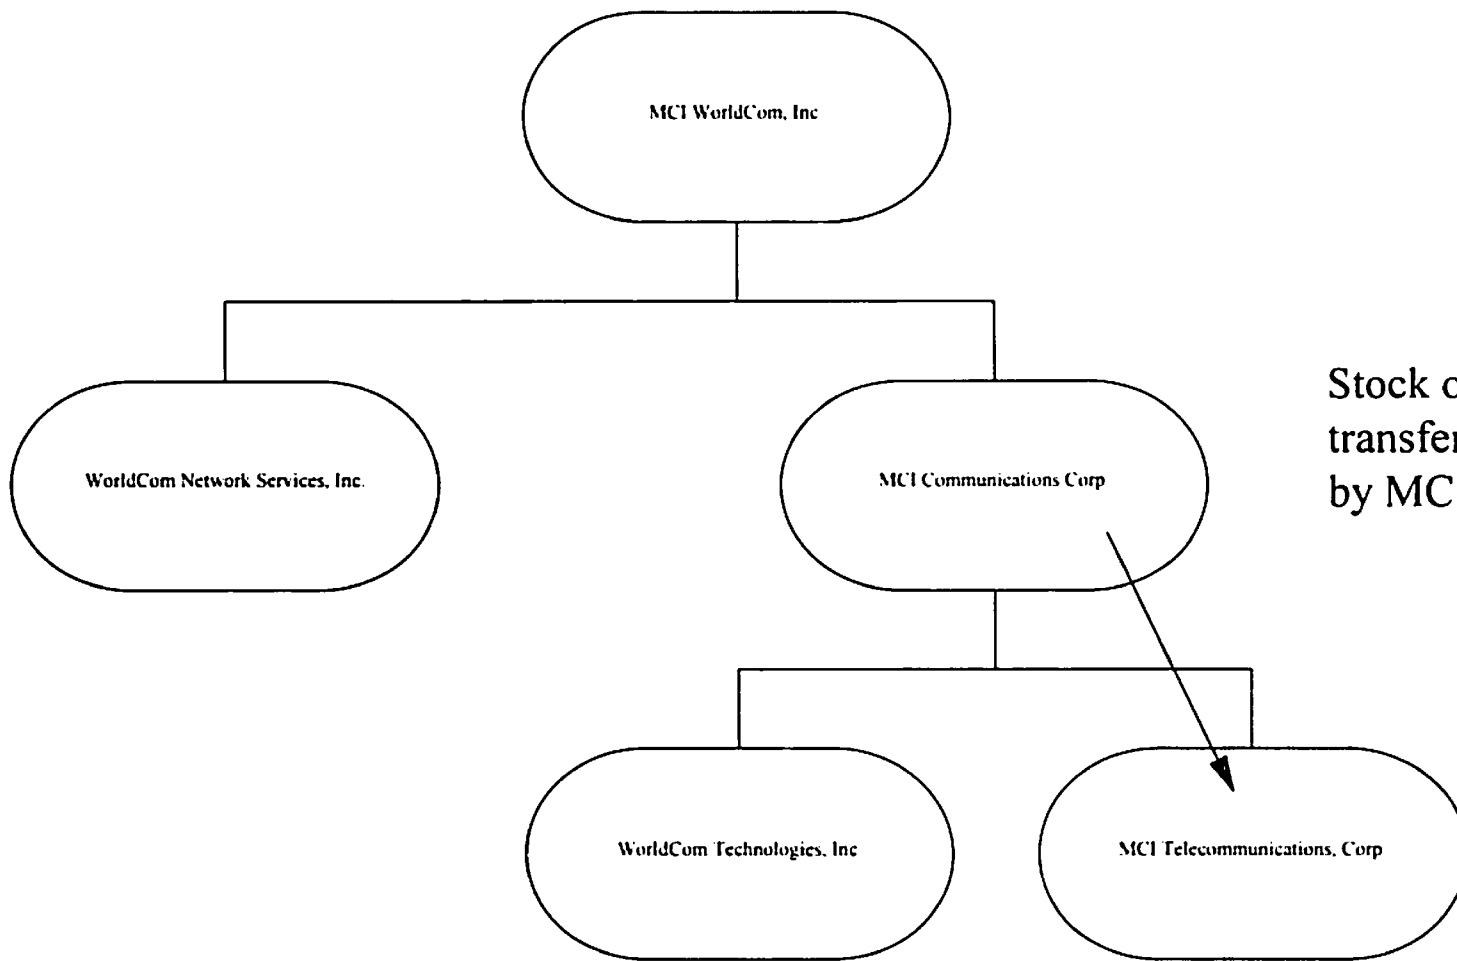 MCI WorldCom, Inc
Stock o
transfer
by MC
WorldCom Network Services, Inc.
MCI Communications Corp
WorldCom Technologies, Inc
MCI Telecommunications, Corp